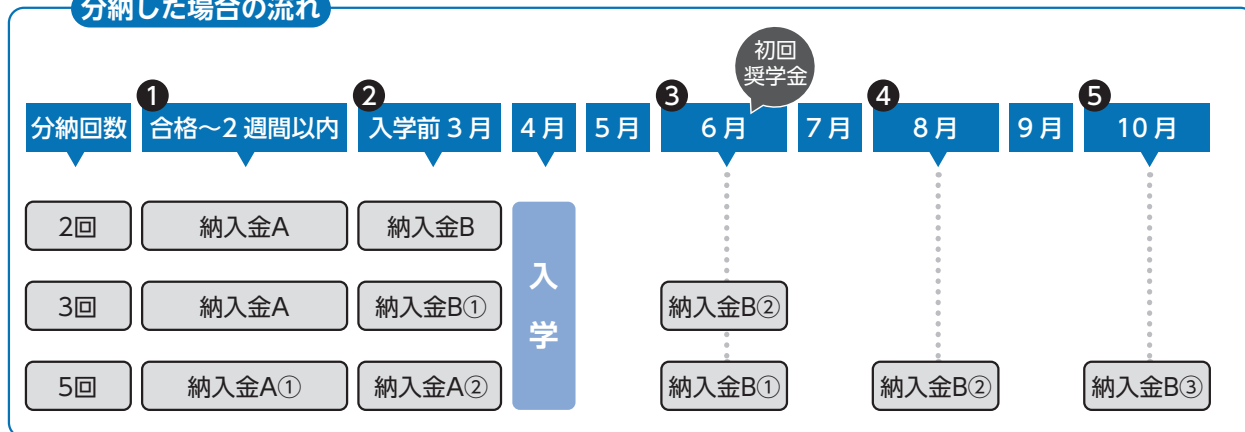 分納した場合の流れ
初回
奨学金
❶ ❷ ❸ ❹ ❺
分納回数 合格～2週間以内 入学前3月 4月 5月 6月 7月 8月 9月 10月
2回 納入金A 納入金B
入学
3回 納入金A 納入金B① 納入金B②
5回 納入金A① 納入金A② 納入金B① 納入金B② 納入金B③